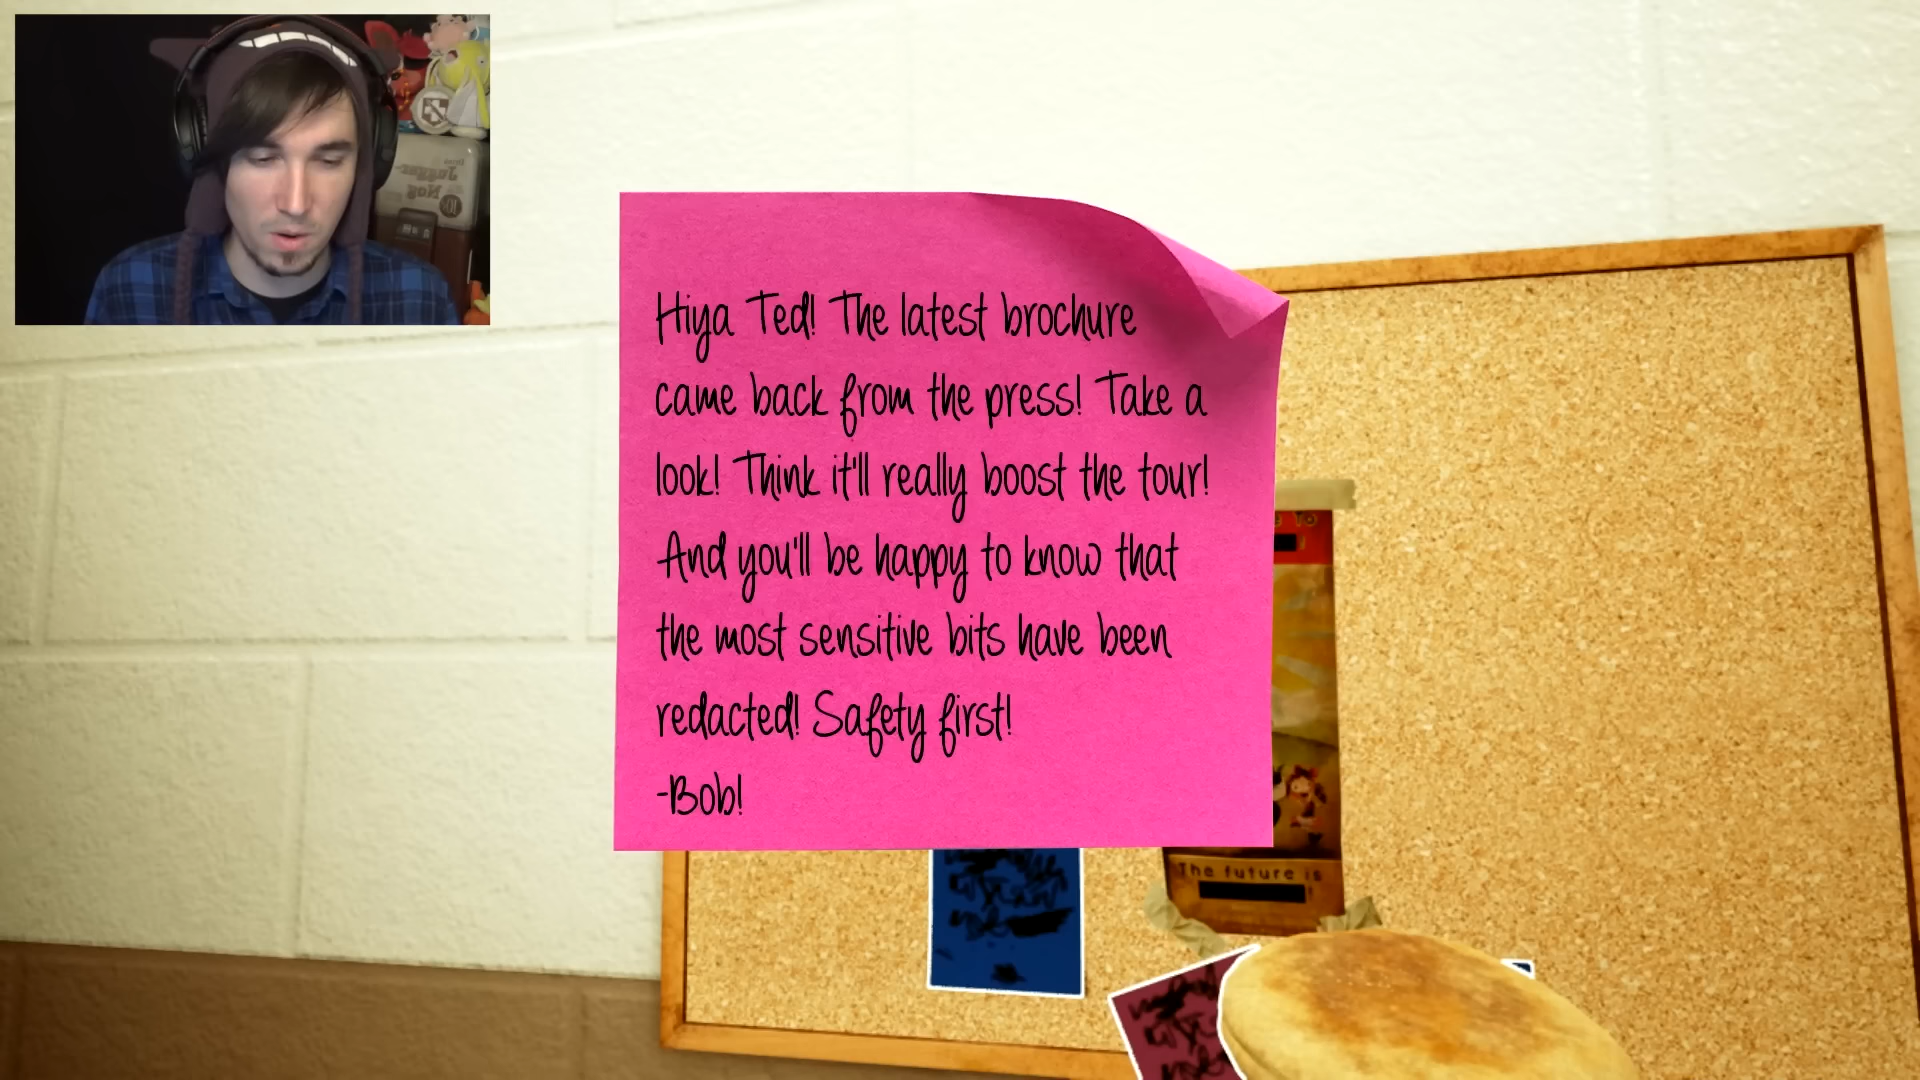 Hiya Ted! The latest brochure
came back from the press! Take a
look! Think it'll really boost the tour!
And you'll be happy to know that
the most sensitive bits have been
redacted! Safety first!
-Bob!
To
The future is
!